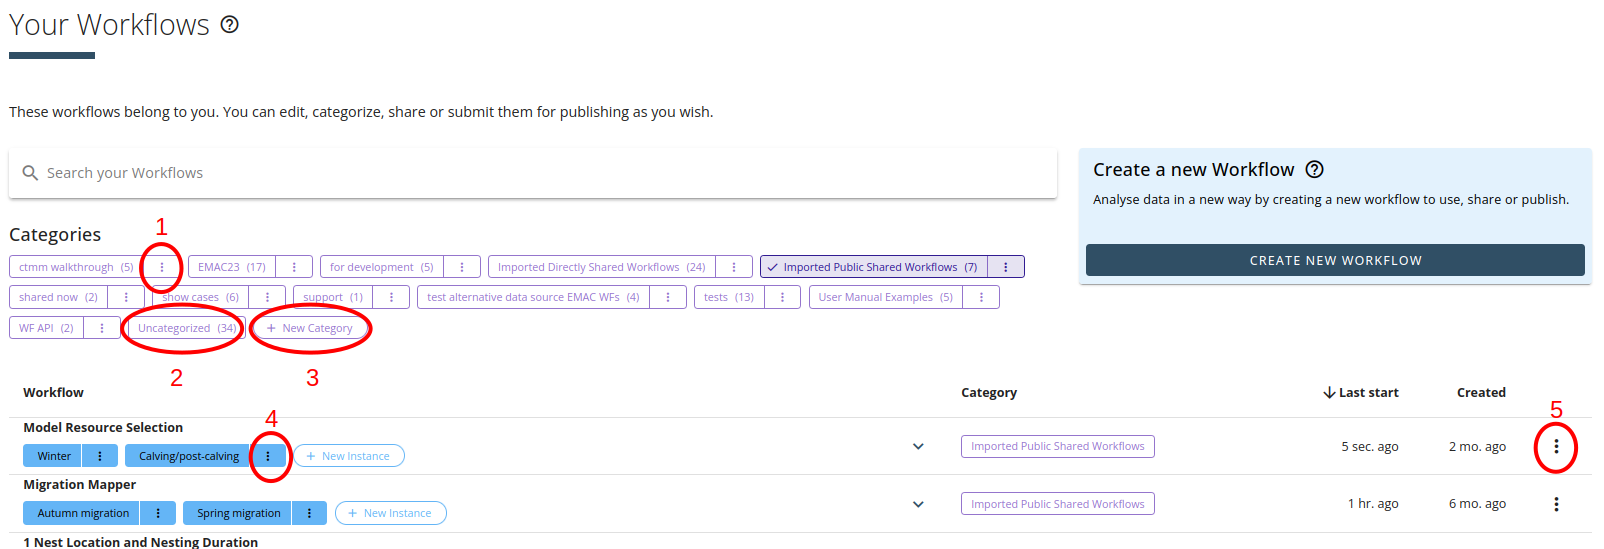 Your Workflows
These workflows belong to you. You can edit, categorize, share or submit them for publishing as you wish.
Search your Workflows
Create a new Workflow
Analyse data in a new way by creating a new workflow to use, share or publish.
CREATE NEW WORKFLOW
1
Categories
ctmm walkthrough (5) EMAC23 (17) for development (5) Imported Directly Shared Workflows (24) Imported Public Shared Workflows (7)
shared now (2) show cases (6) support (1) test alternative data source EMAC WFs (4) tests (13) User Manual Examples (5)
WF API (2) Uncategorized (34) + New Category
2 3
Workflow Category Last start Created
4 5
Model Resource Selection
Winter Calving/post-calving + New Instance Imported Public Shared Workflows 5 sec. ago 2 mo. ago
Migration Mapper
Autumn migration Spring migration + New Instance Imported Public Shared Workflows 1 hr. ago 6 mo. ago
1 Nest Location and Nesting Duration